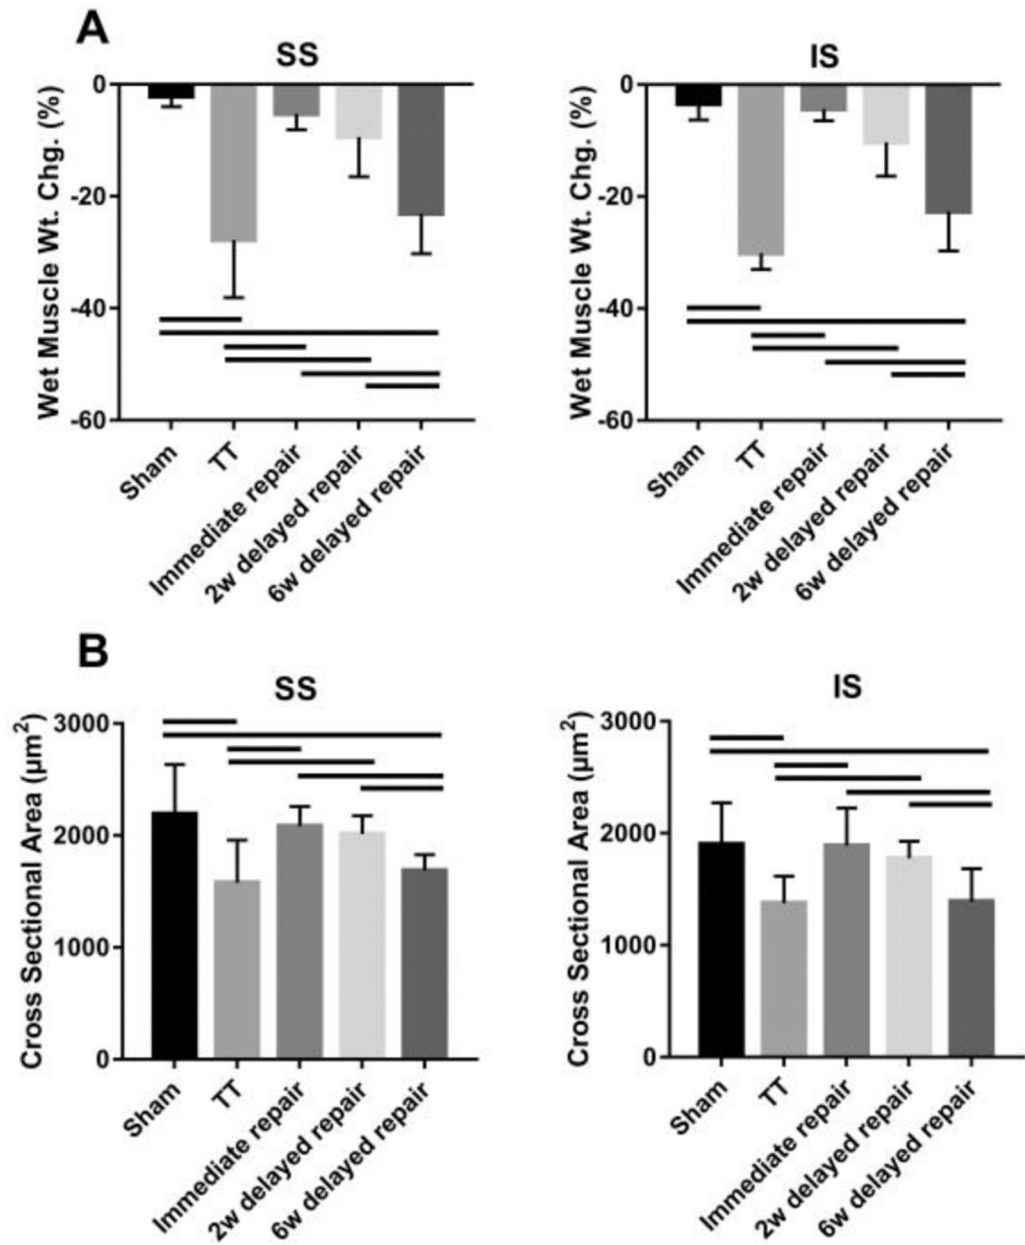 A
SS
Wet Muscle Wt. Chg. (%)
0
-20
-40
-60
Sham
TT
Immediate repair
2w delayed repair
6w delayed repair
IS
Wet Muscle Wt. Chg. (%)
0
-20
-40
-60
Sham
TT
Immediate repair
2w delayed repair
6w delayed repair
B
SS
Cross Sectional Area (µm²)
3000
2000
1000
0
Sham
TT
Immediate repair
2w delayed repair
6w delayed repair
IS
Cross Sectional Area (µm²)
3000
2000
1000
0
Sham
TT
Immediate repair
2w delayed repair
6w delayed repair